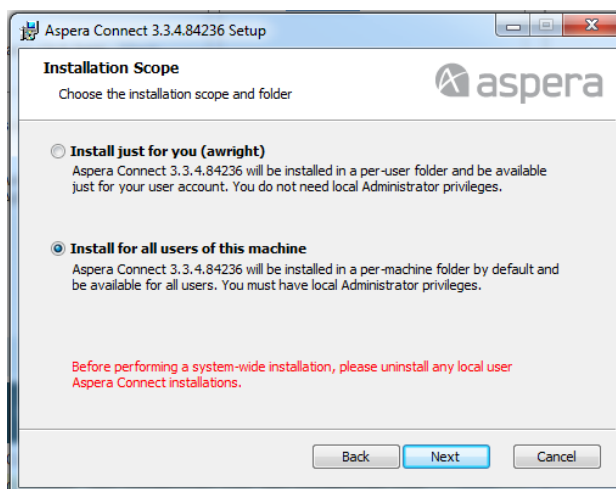 Aspera Connect 3.3.4.84236 Setup
Installation Scope
Choose the installation scope and folder
aspera
Install just for you (awright)
Aspera Connect 3.3.4.84236 will be installed in a per-user folder and be available
just for your user account. You do not need local Administrator privileges.
Install for all users of this machine
Aspera Connect 3.3.4.84236 will be installed in a per-machine folder by default and
be available for all users. You must have local Administrator privileges.
Before performing a system-wide installation, please uninstall any local user
Aspera Connect installations.
Back
Next
Cancel